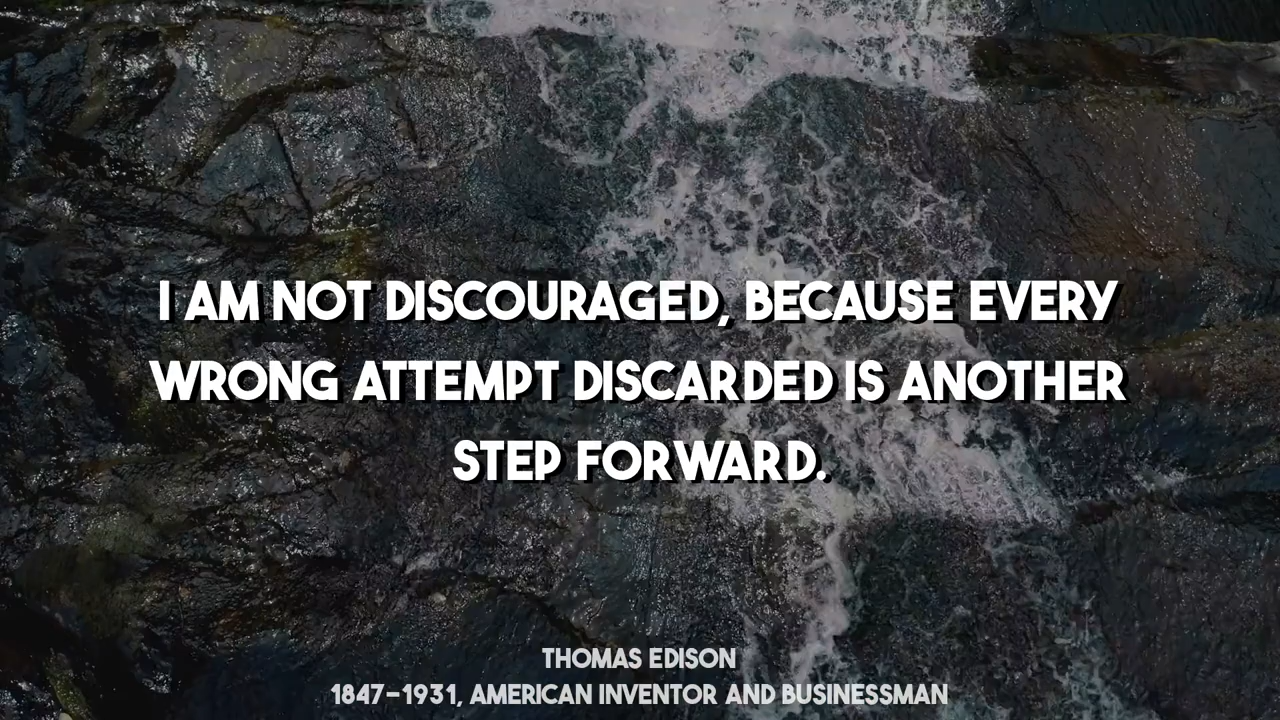 I AM NOT DISCOURAGED, BECAUSE EVERY
WRONG ATTEMPT DISCARDED IS ANOTHER
STEP FORWARD.
THOMAS EDISON
1847–1931, AMERICAN INVENTOR AND BUSINESSMAN